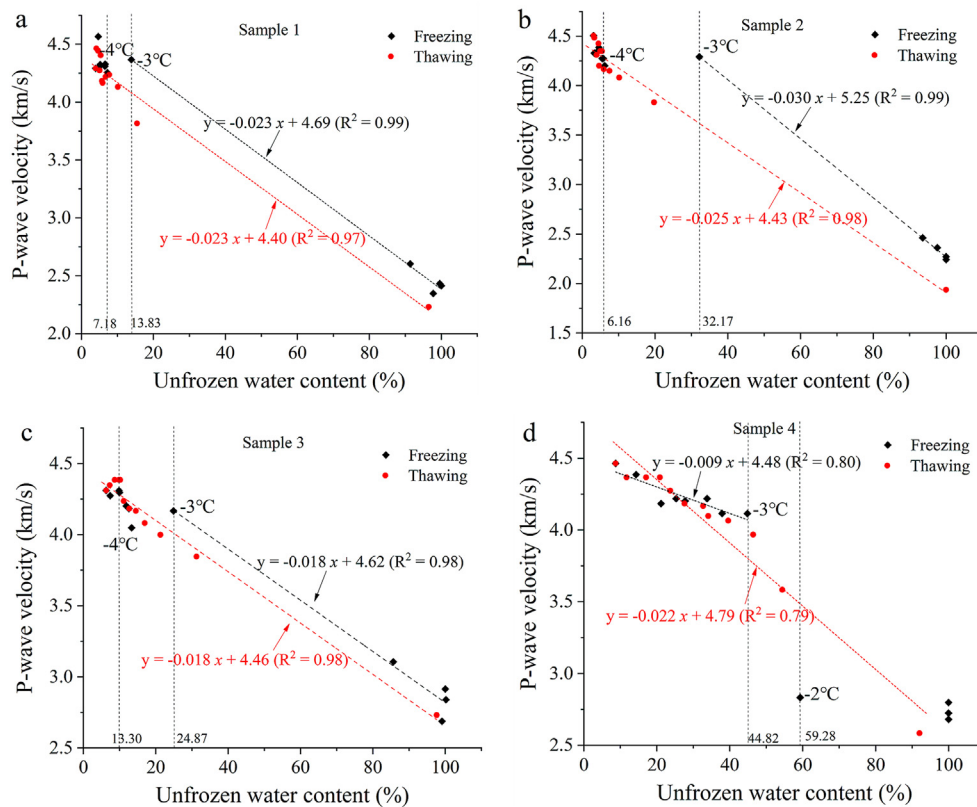 a
Sample 1
Freezing
Thawing
-4°C
-3°C
y = -0.023 x + 4.69 (R² = 0.99)
y = -0.023 x + 4.40 (R² = 0.97)
P-wave velocity (km/s)
4.5
4.0
3.5
3.0
2.5
2.0
7.18
13.83
0 20 40 60 80 100
Unfrozen water content (%)
b
Sample 2
Freezing
Thawing
-4°C
-3°C
y = -0.030 x + 5.25 (R² = 0.99)
y = -0.025 x + 4.43 (R² = 0.98)
P-wave velocity (km/s)
4.5
4.0
3.5
3.0
2.5
2.0
1.5
6.16
32.17
0 20 40 60 80 100
Unfrozen water content (%)
c
Sample 3
Freezing
Thawing
-3°C
-4°C
y = -0.018 x + 4.62 (R² = 0.98)
y = -0.018 x + 4.46 (R² = 0.98)
P-wave velocity (km/s)
5.0
4.5
4.0
3.5
3.0
2.5
13.30
24.87
0 20 40 60 80 100
Unfrozen water content (%)
d
Sample 4
Freezing
Thawing
y = -0.009 x + 4.48 (R² = 0.80)
-3°C
y = -0.022 x + 4.79 (R² = 0.79)
-2°C
P-wave velocity (km/s)
5.0
4.5
4.0
3.5
3.0
2.5
44.82
59.28
0 20 40 60 80 100
Unfrozen water content (%)